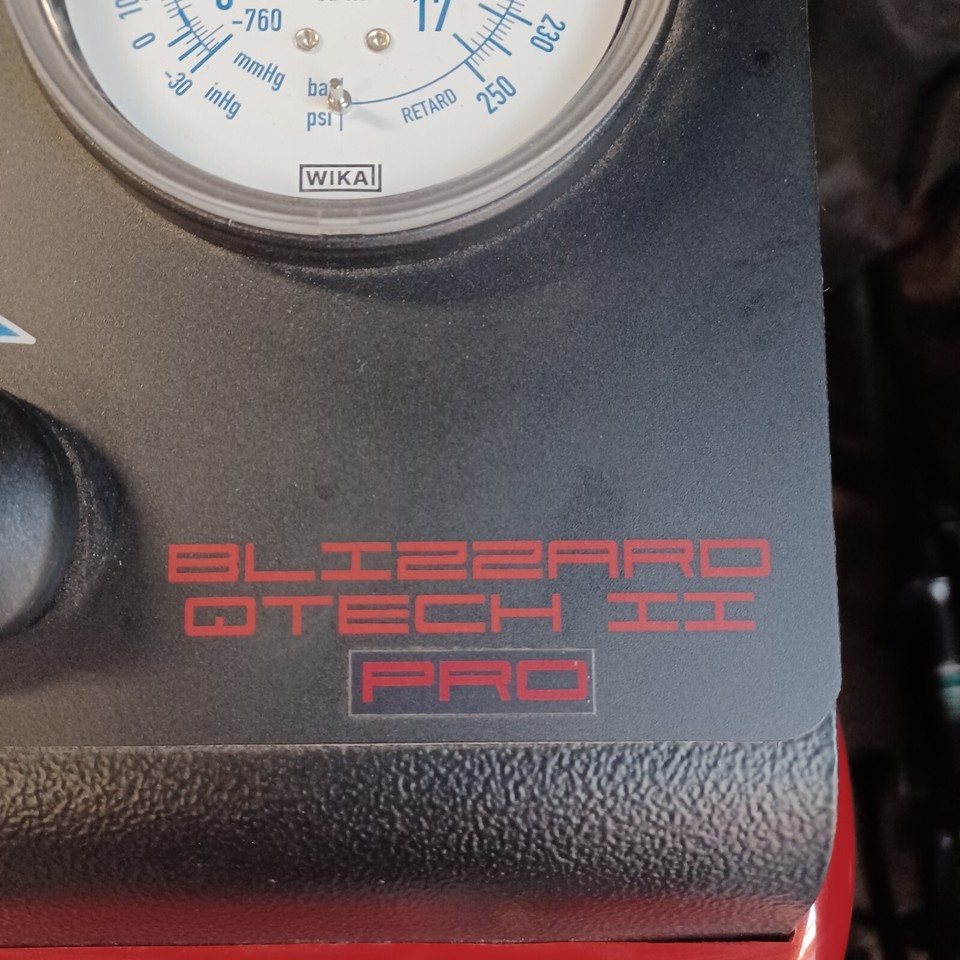 -760
17
10
0
-30
mmHg
inHg
bar
psi
RETARD
230
250
WIKA
BLIZZARD
QTECH II
PRO